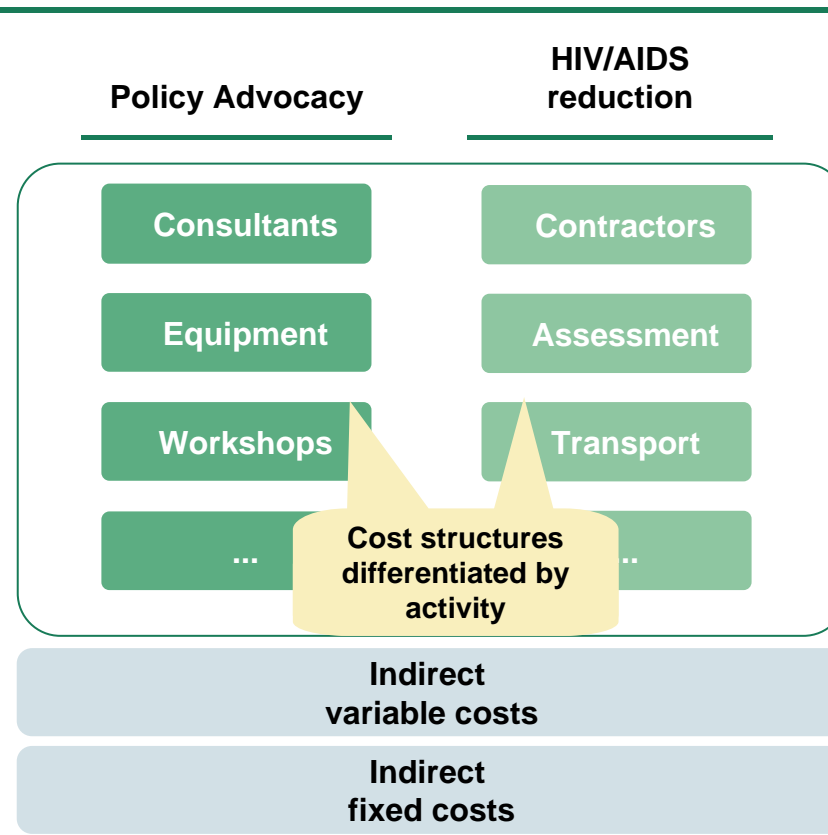 Policy Advocacy
HIV/AIDS
reduction
Consultants
Contractors
Equipment
Assessment
Workshops
Transport
...
...
Cost structures
differentiated by
activity
Indirect
variable costs
Indirect
fixed costs